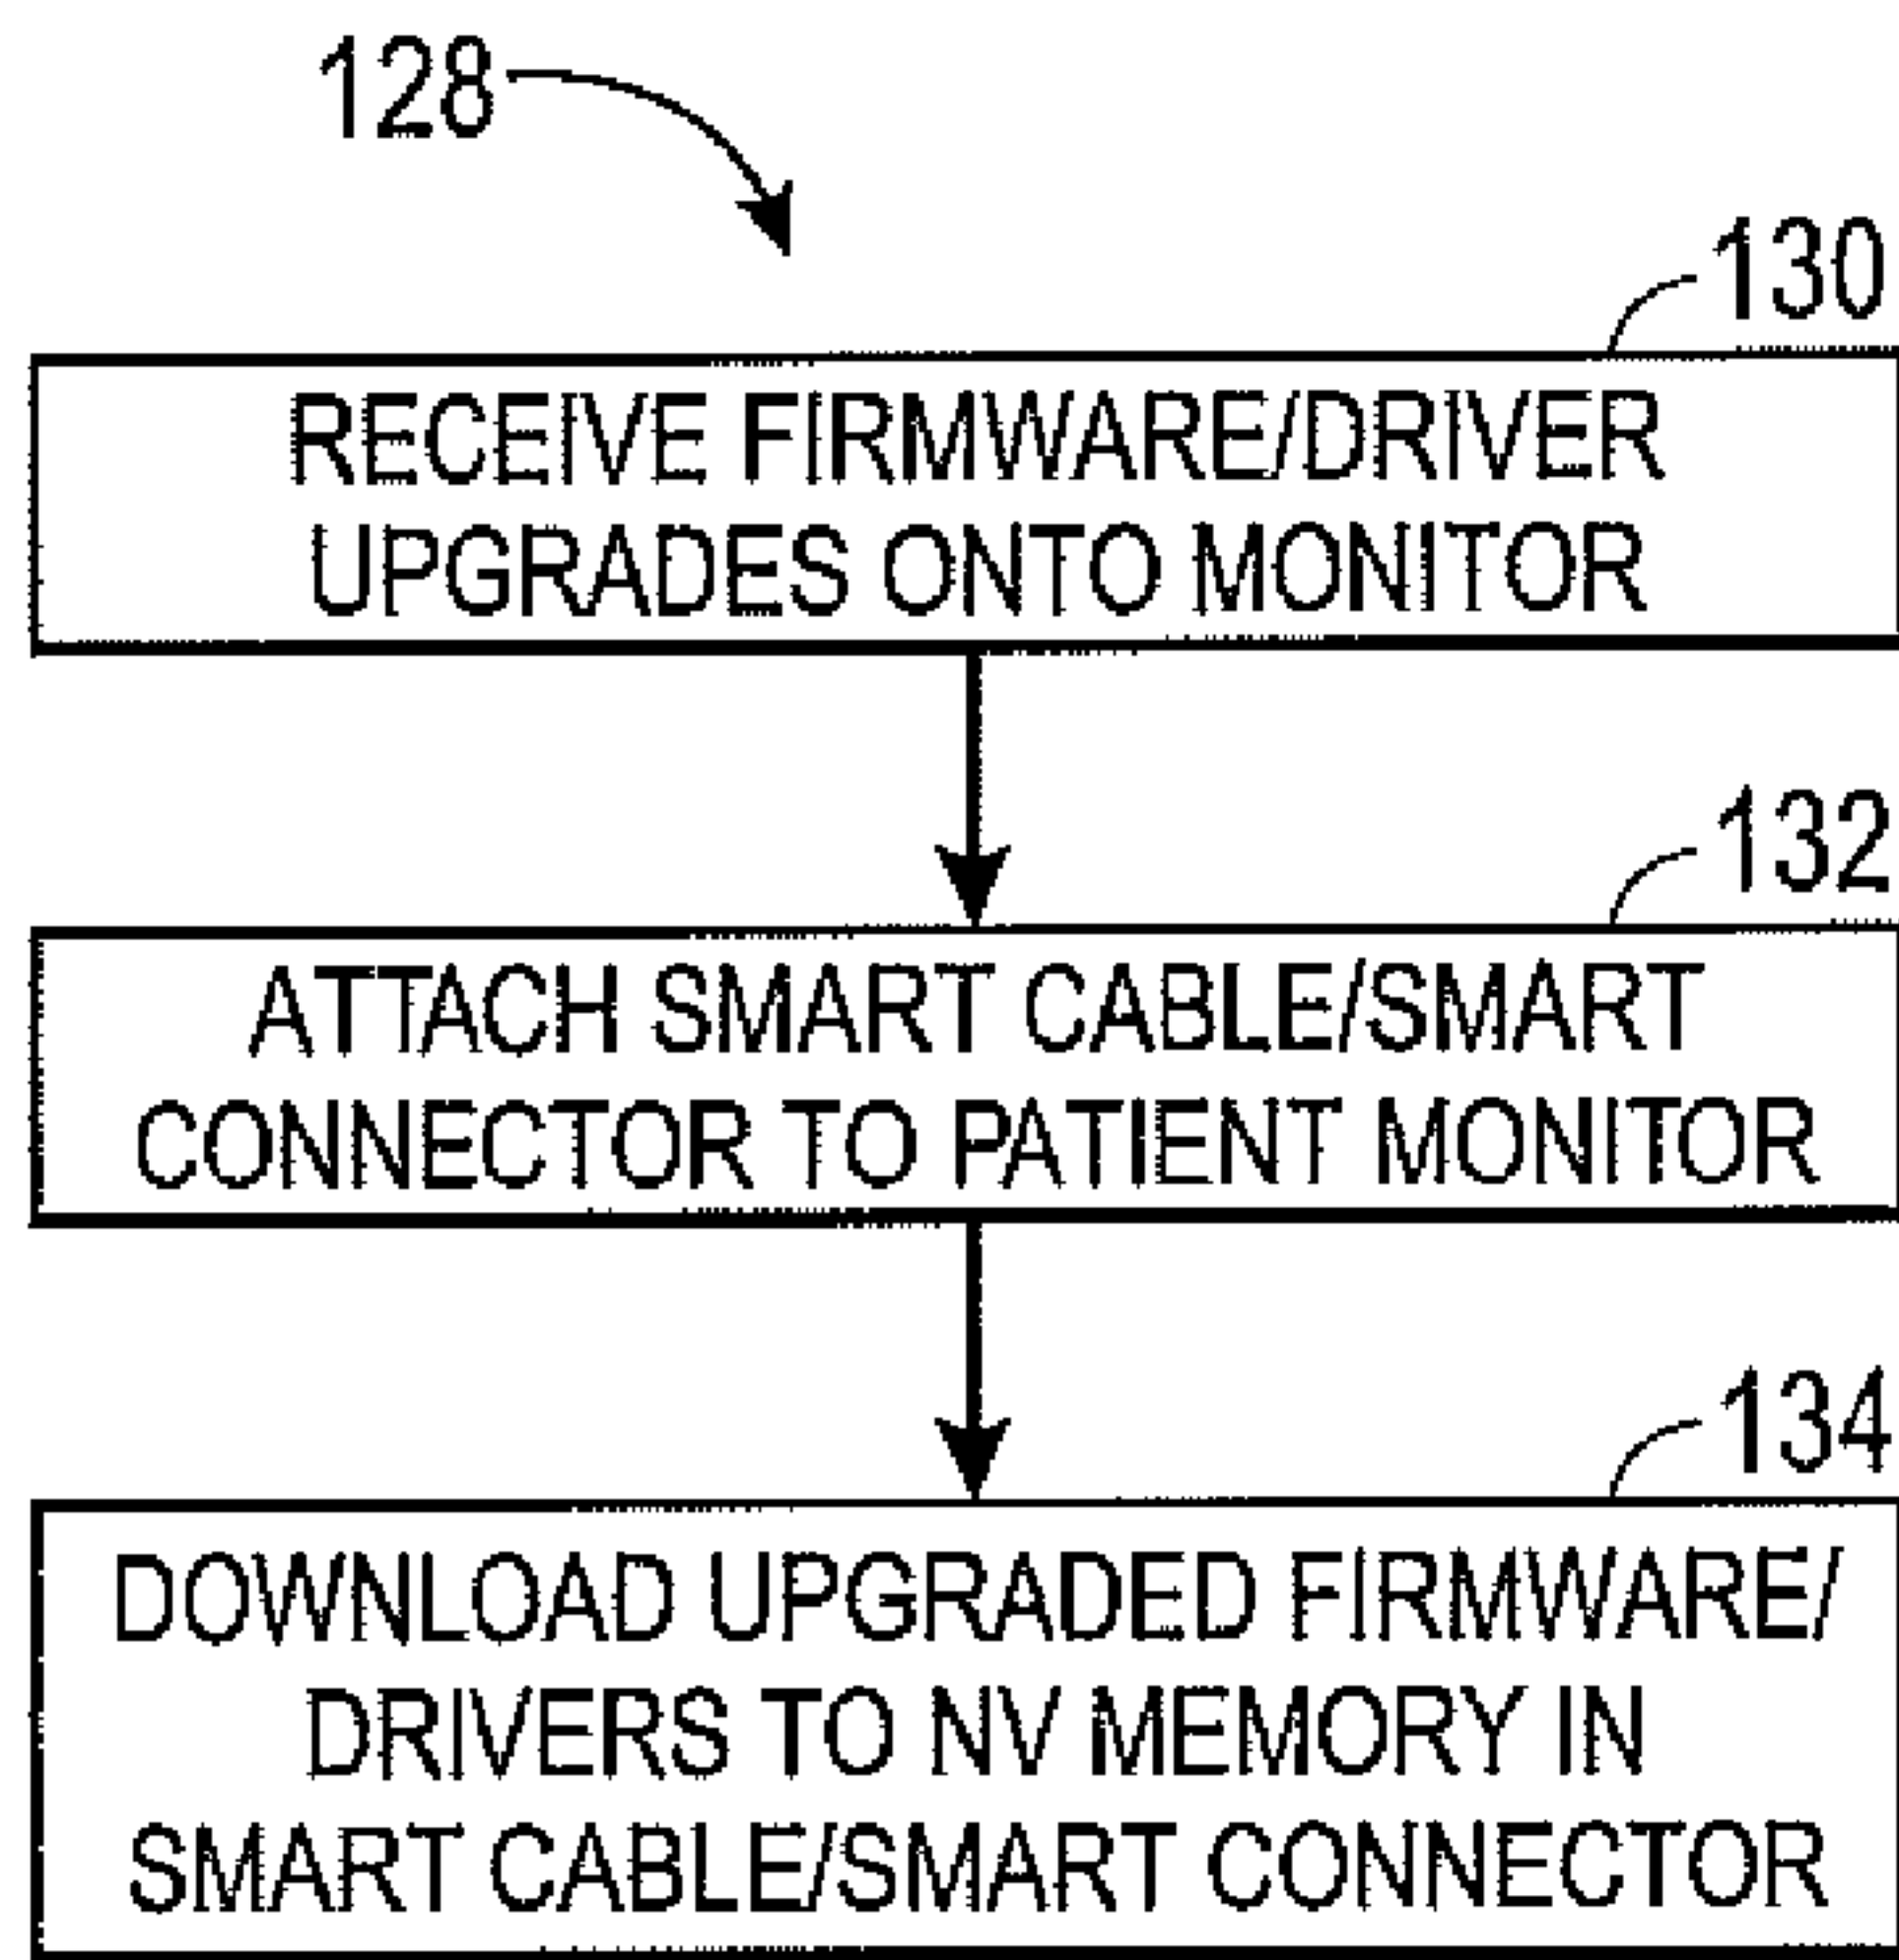 128
130
RECEIVE FIRMWARE/DRIVER
UPGRADES ONTO MONITOR
132
ATTACH SMART CABLE/SMART
CONNECTOR TO PATIENT MONITOR
134
DOWNLOAD UPGRADED FIRMWARE/
DRIVERS TO NV MEMORY IN
SMART CABLE/SMART CONNECTOR